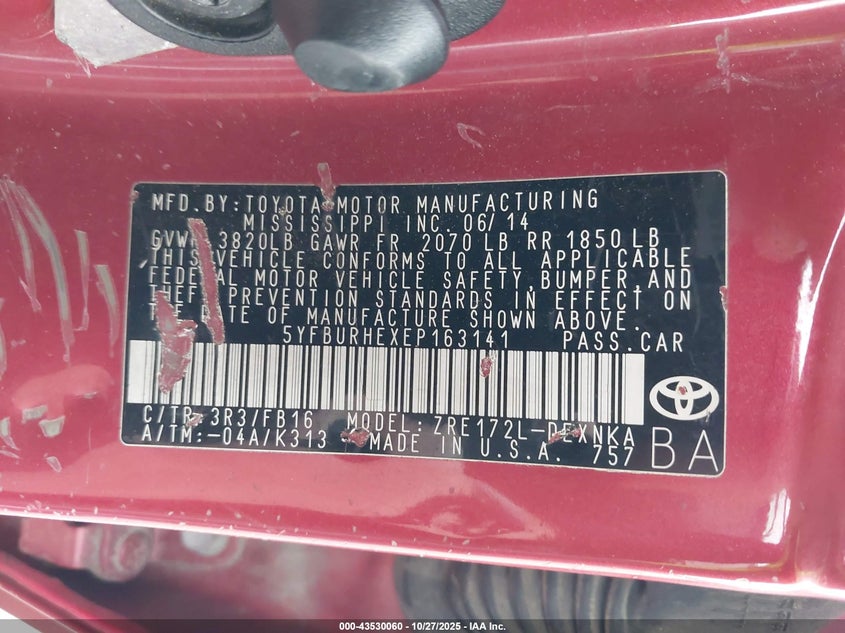 MFD. BY: TOYOTA MOTOR MANUFACTURING
MISSISSIPPI INC. 06/14
GVWR 3820LB GAWR FR 2070 LB RR 1850 LB
THIS VEHICLE CONFORMS TO ALL APPLICABLE
FEDERAL MOTOR VEHICLE SAFETY, BUMPER, AND
THEFT PREVENTION STANDARDS IN EFFECT ON
THE DATE OF MANUFACTURE SHOWN ABOVE.
5YFBURHEXEP163141 PASS. CAR
C/TR: 3R3/FB16 MODEL: ZRE172L-DEXNKA
A/TM:-04A/K313 MADE IN U.S.A. 757
BA
000-43530060 | 10/27/2025 | IAA Inc.